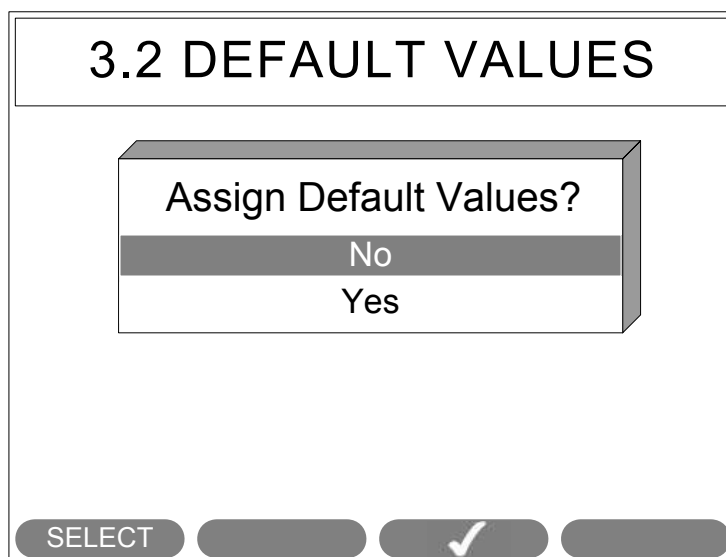 3.2 DEFAULT VALUES
Assign Default Values?
No
Yes
SELECT